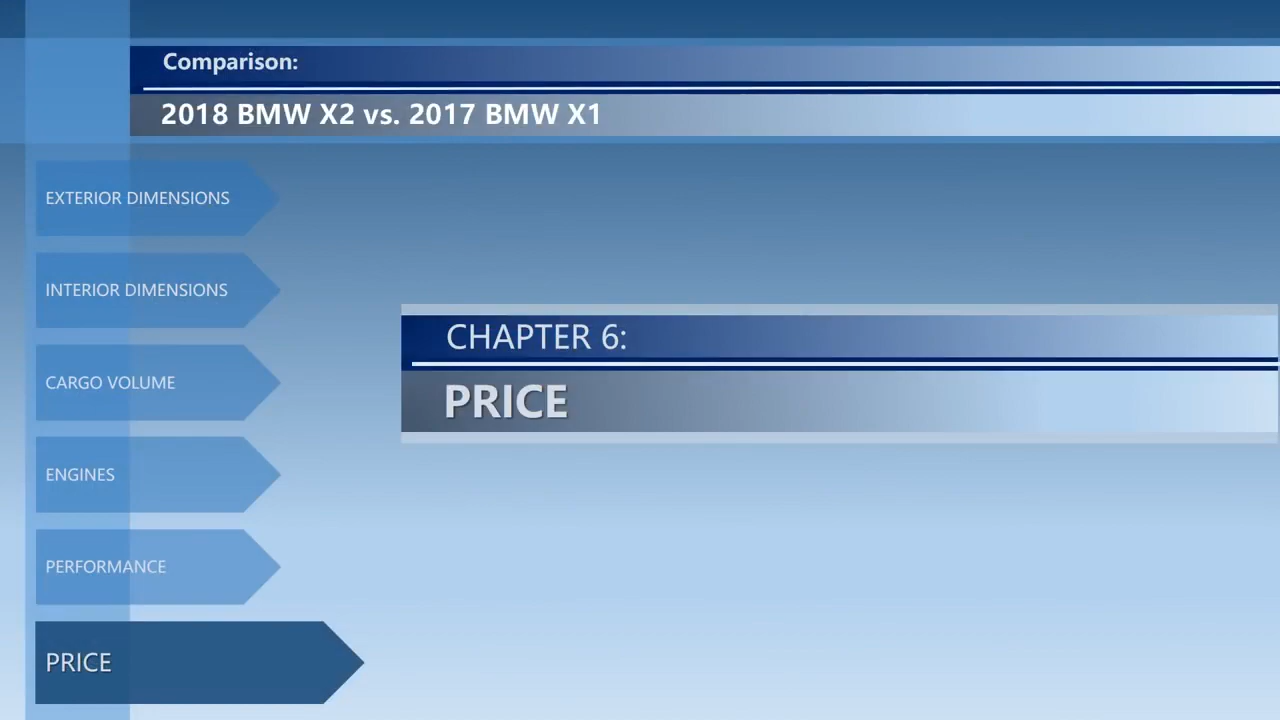 Comparison:
2018 BMW X2 vs. 2017 BMW X1
EXTERIOR DIMENSIONS
INTERIOR DIMENSIONS
CARGO VOLUME
ENGINES
PERFORMANCE
PRICE
CHAPTER 6:
PRICE